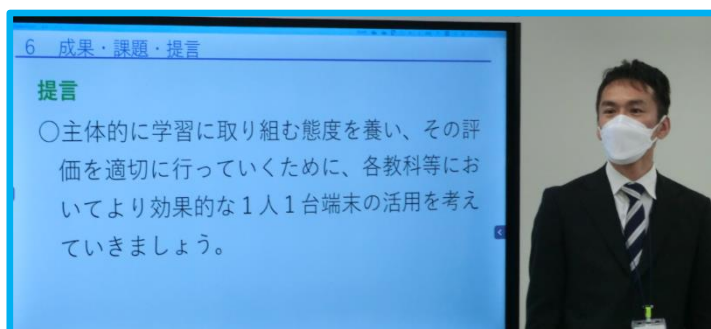 6 成果・課題・提言
提言
○主体的に学習に取り組む態度を養い、その評
価を適切に行っていくために、各教科等にお
いてより効果的な1人1台端末の活用を考え
ていきましょう。